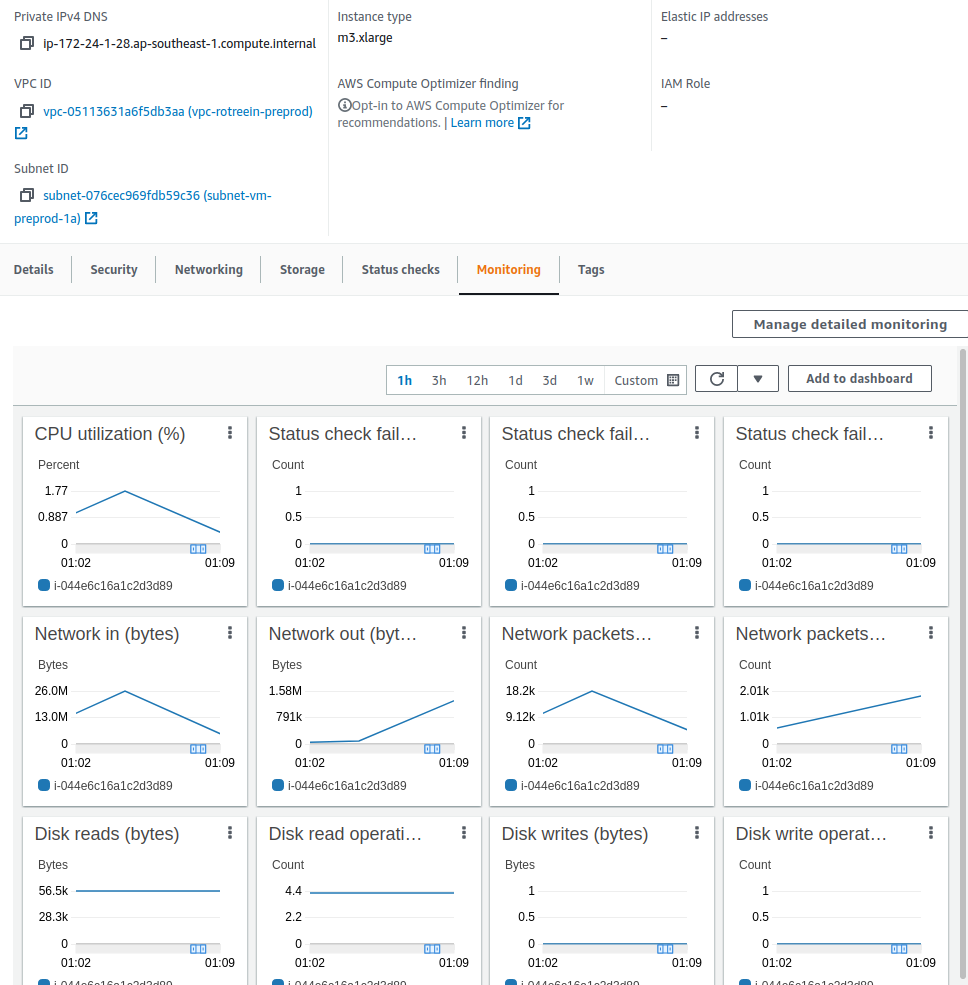 Private IPv4 DNS
ip-172-24-1-28.ap-southeast-1.compute.internal
VPC ID
vpc-05113631a6f5db3aa (vpc-rotreein-preprod)
Subnet ID
subnet-076cec969fdb59c36 (subnet-vm-
preprod-1a)
Instance type
m3.xlarge
AWS Compute Optimizer finding
Opt-in to AWS Compute Optimizer for
recommendations. | Learn more
Elastic IP addresses
–
IAM Role
–
Details Security Networking Storage Status checks Monitoring Tags
Manage detailed monitoring
1h 3h 12h 1d 3d 1w Custom Add to dashboard
CPU utilization (%)
Percent
1.77
0.887
0
01:02 01:09
i-044e6c16a1c2d3d89
Status check fail…
Count
1
0.5
0
01:02 01:09
i-044e6c16a1c2d3d89
Status check fail…
Count
1
0.5
0
01:02 01:09
i-044e6c16a1c2d3d89
Status check fail…
Count
1
0.5
0
01:02 01:09
i-044e6c16a1c2d3d89
Network in (bytes)
Bytes
26.0M
13.0M
0
01:02 01:09
i-044e6c16a1c2d3d89
Network out (byt…
Bytes
1.58M
791k
0
01:02 01:09
i-044e6c16a1c2d3d89
Network packets…
Count
18.2k
9.12k
0
01:02 01:09
i-044e6c16a1c2d3d89
Network packets…
Count
2.01k
1.01k
0
01:02 01:09
i-044e6c16a1c2d3d89
Disk reads (bytes)
Bytes
56.5k
28.3k
0
01:02 01:09
i-044e6c16a1c2d3d89
Disk read operati…
Count
4.4
2.2
0
01:02 01:09
i-044e6c16a1c2d3d89
Disk writes (bytes)
Bytes
1
0.5
0
01:02 01:09
i-044e6c16a1c2d3d89
Disk write operat…
Count
1
0.5
0
01:02 01:09
i-044e6c16a1c2d3d89